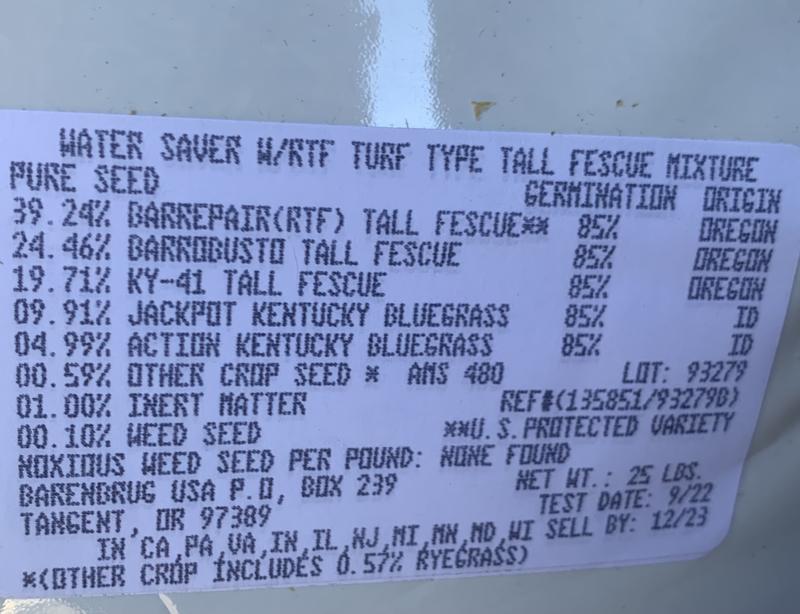 WATER SAVER W/RTF TURF TYPE TALL FESCUE MIXTURE
PURE SEED GERMINATION ORIGIN
39.24% BARREPAIR(RTF) TALL FESCUE** 85% OREGON
24.46% BARROBUSTO TALL FESCUE 85% OREGON
19.71% KY-41 TALL FESCUE 85% OREGON
09.91% JACKPOT KENTUCKY BLUEGRASS 85% ID
04.99% ACTION KENTUCKY BLUEGRASS 85% ID
00.59% OTHER CROP SEED * AMS 480 LOT: 93279
01.00% INERT MATTER REF#(135851/93279B)
00.10% WEED SEED **U.S.PROTECTED VARIETY
NOXIOUS WEED SEED PER POUND: NONE FOUND
BARENBRUG USA P.O, BOX 239 NET WT.: 25 LBS.
TANGENT, OR 97389 TEST DATE: 9/22
IN CA,PA,VA,IN,IL,NJ,MI,MN,MD,WI SELL BY: 12/23
*(OTHER CROP INCLUDES 0.57% RYEGRASS)